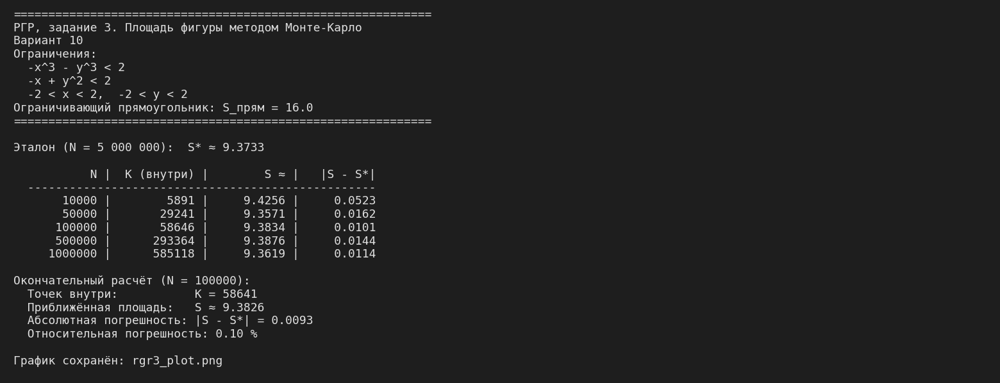 ============================================================
РГР, задание 3. Площадь фигуры методом Монте-Карло
Вариант 10
Ограничения:
  -x^3 - y^3 < 2
  -x + y^2 < 2
  -2 < x < 2,  -2 < y < 2
Ограничивающий прямоугольник: S_прям = 16.0
============================================================
Эталон (N = 5 000 000):  S* ≈ 9.3733
           N |  K (внутри) |        S ≈ |   |S - S*|
  --------------------------------------------------
       10000 |        5891 |     9.4256 |     0.0523
       50000 |       29241 |     9.3571 |     0.0162
      100000 |       58646 |     9.3834 |     0.0101
      500000 |      293364 |     9.3876 |     0.0144
     1000000 |      585118 |     9.3619 |     0.0114
Окончательный расчёт (N = 100000):
  Точек внутри:           K = 58641
  Приближённая площадь:   S ≈ 9.3826
  Абсолютная погрешность: |S - S*| = 0.0093
  Относительная погрешность: 0.10 %
График сохранён: rgr3_plot.png